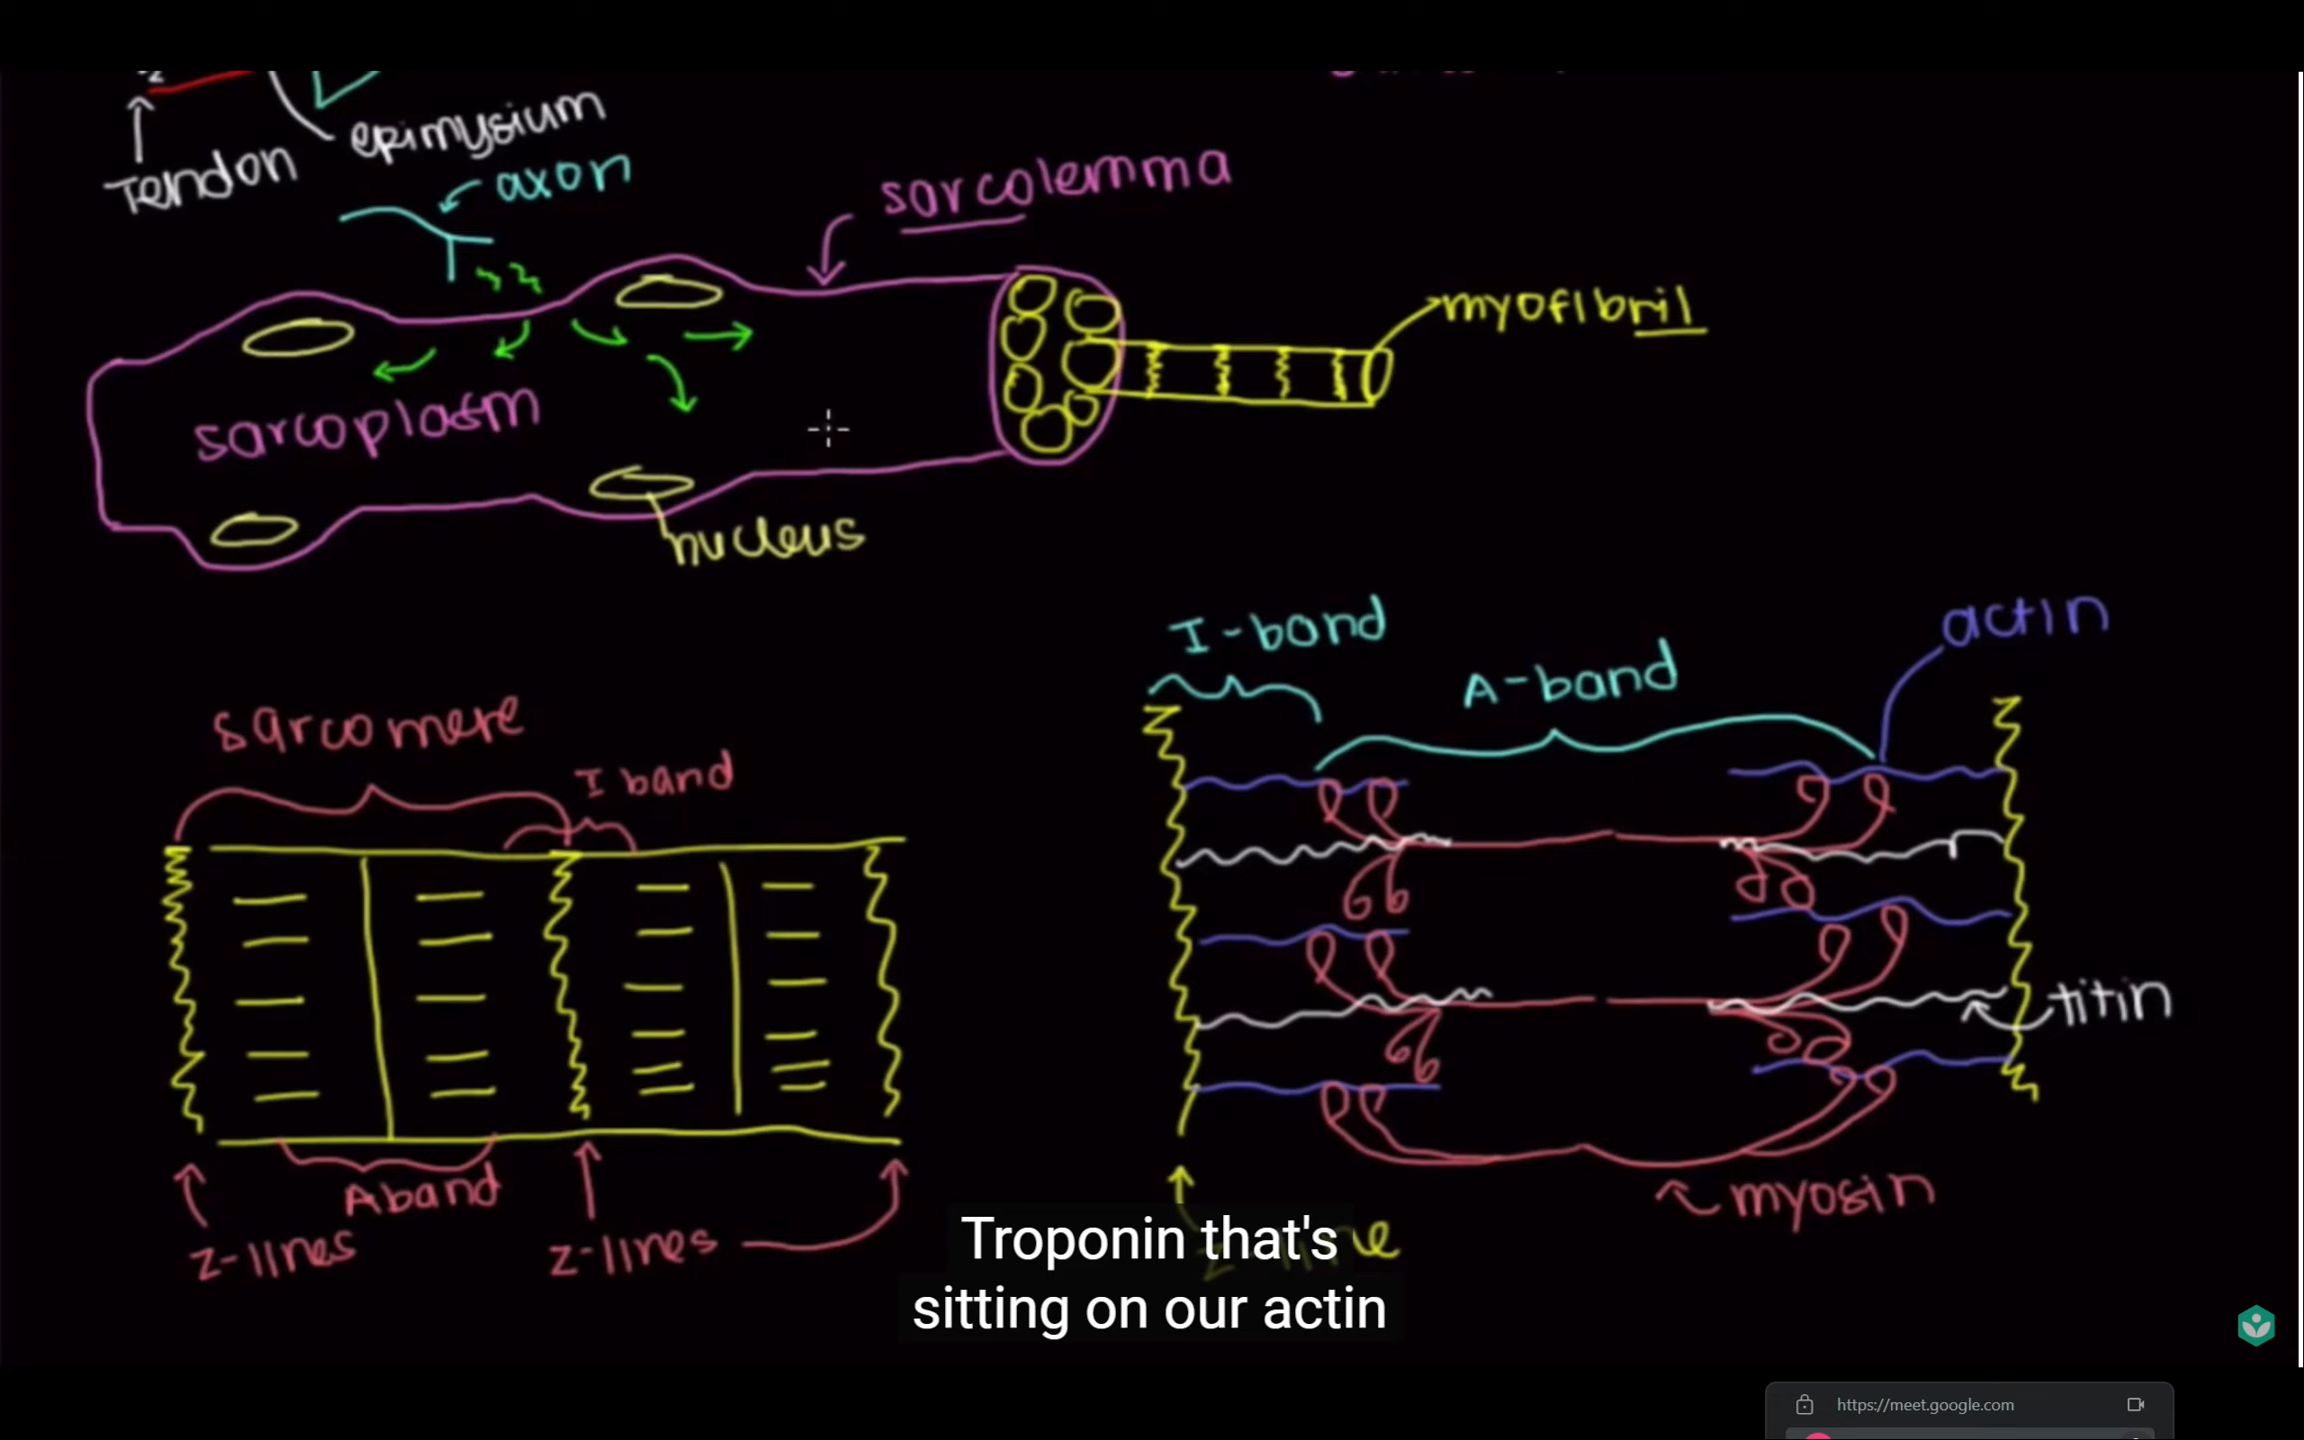 Tendon
epimysium
axon
sarcolemma
myofibril
sarcoplasm
nucleus
I-band
A-band
actin
sarcomere
I band
titin
A band
myosin
z-lines
z-lines
Troponin that's
sitting on our actin
https://meet.google.com